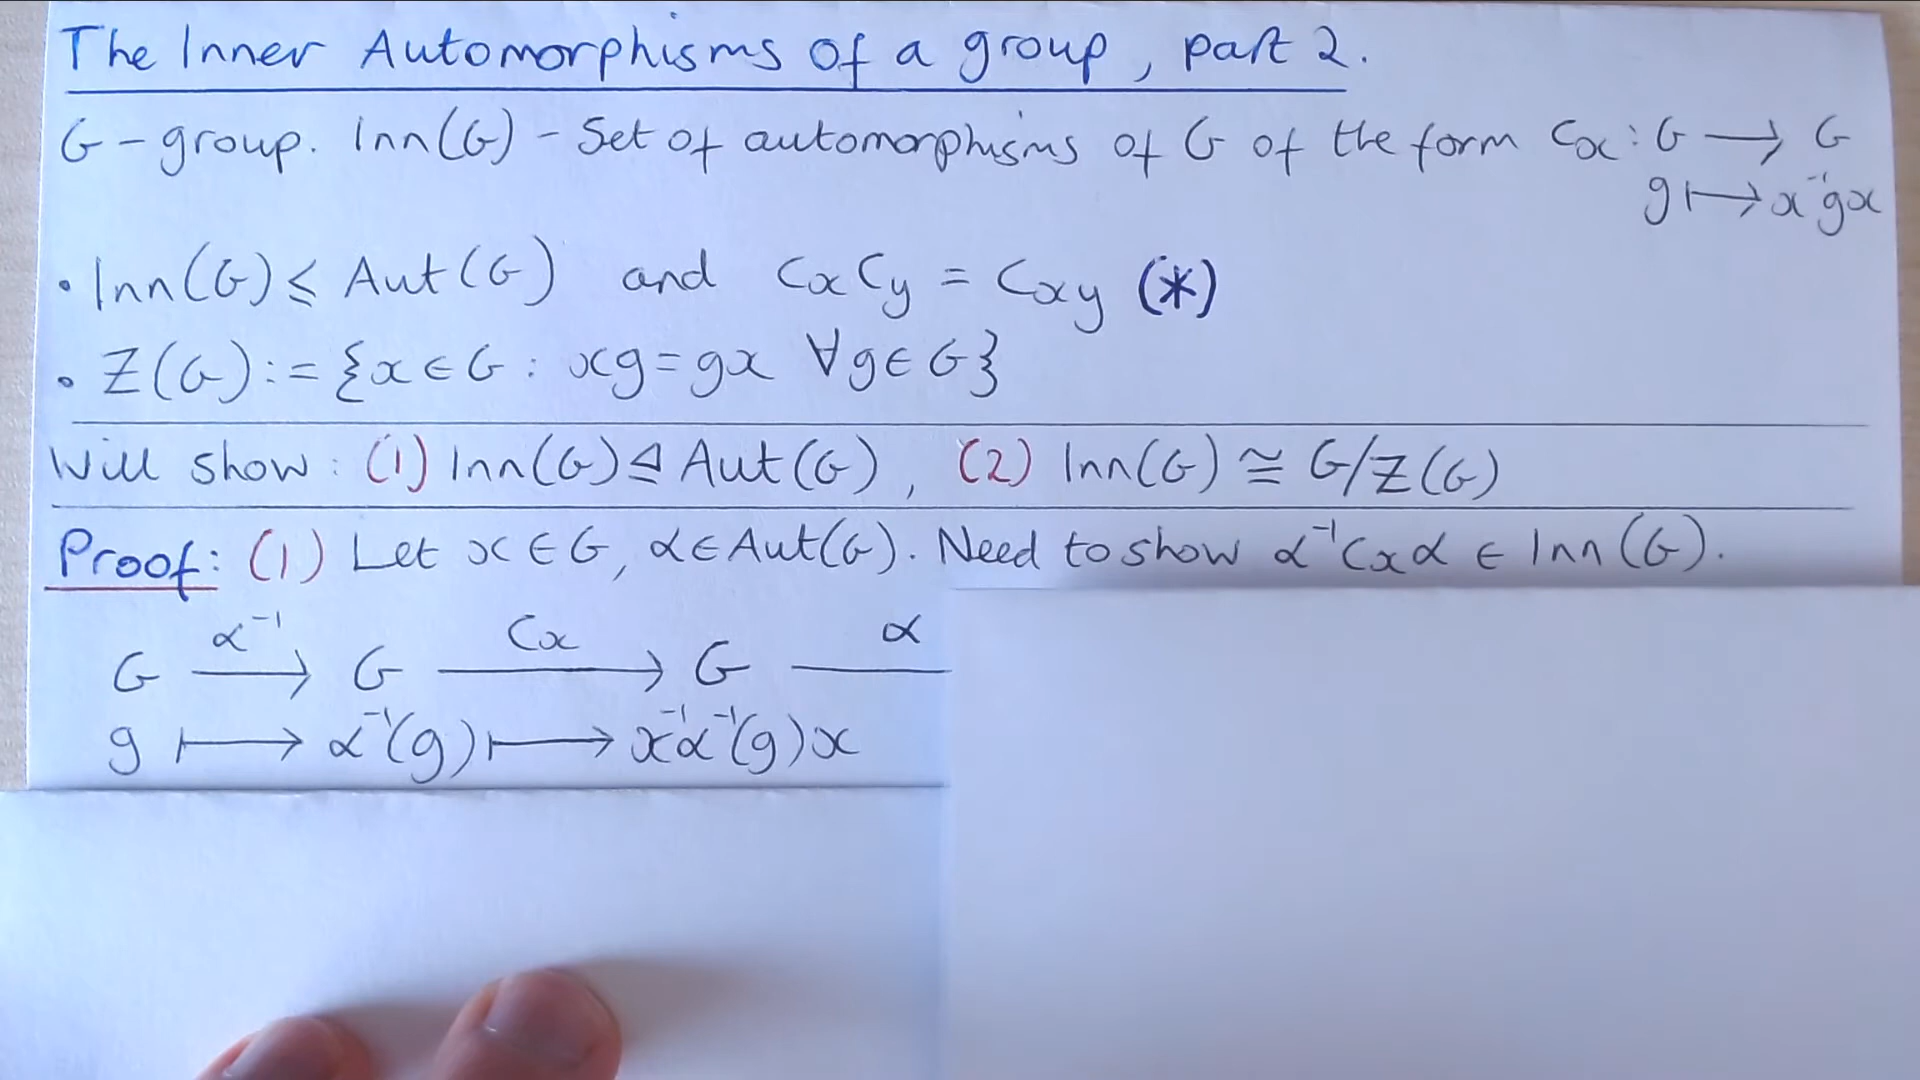 The Inner Automorphisms of a group, part 2.
G - group. Inn(G) - Set of automorphisms of G of the form Cx : G ⟶ G
g ⟼ x⁻¹gx
• Inn(G) ≤ Aut(G) and CxCy = Cxy (*)
• Z(G) := {x ∈ G : xg = gx ∀g ∈ G}
Will show : (1) Inn(G) ⊴ Aut(G), (2) Inn(G) ≅ G/Z(G)
Proof: (1) Let x ∈ G, α ∈ Aut(G). Need to show α⁻¹Cxα ∈ Inn(G).
α⁻¹ Cx α
G ⟶ G ⟶ G —
g ⟼ α⁻¹(g) ⟼ x⁻¹α⁻¹(g)x